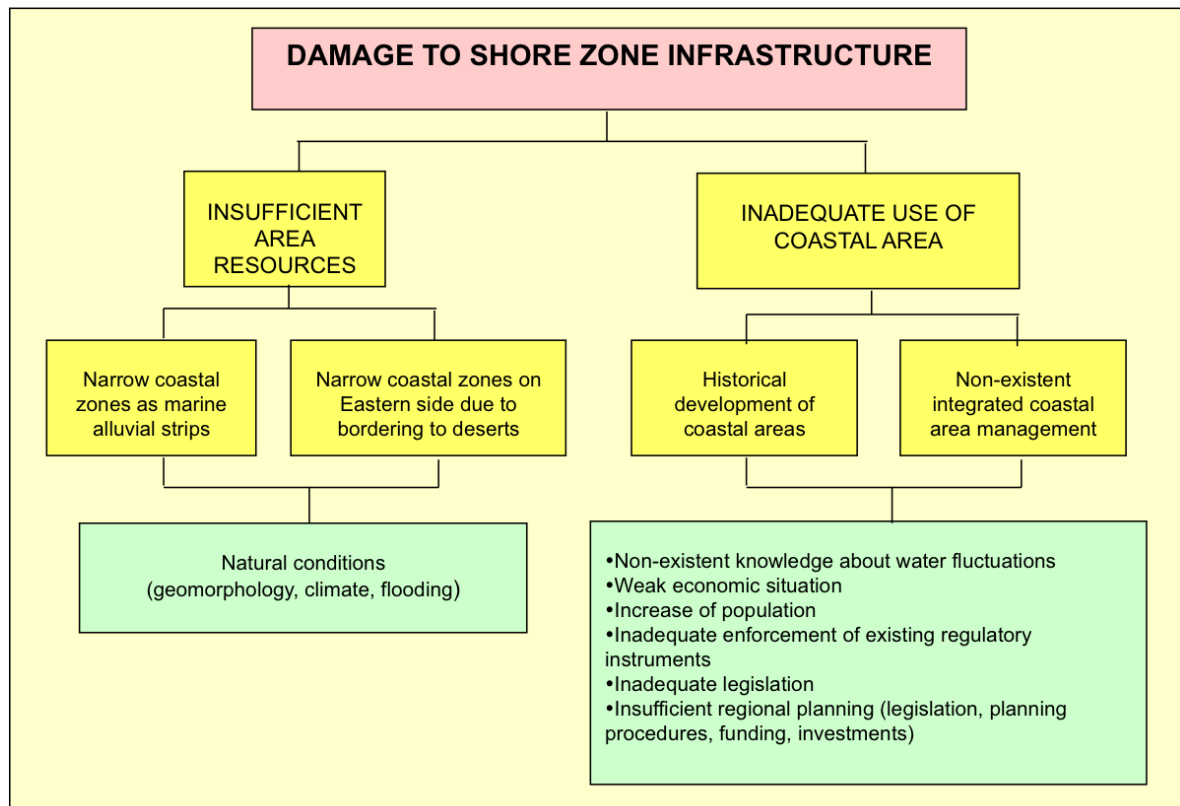 DAMAGE TO SHORE ZONE INFRASTRUCTURE
INSUFFICIENT
AREA
RESOURCES
INADEQUATE USE OF
COASTAL AREA
Narrow coastal
zones as marine
alluvial strips
Narrow coastal zones on
Eastern side due to
bordering to deserts
Historical
development of
coastal areas
Non-existent
integrated coastal
area management
Natural conditions
(geomorphology, climate, flooding)
•Non-existent knowledge about water fluctuations
•Weak economic situation
•Increase of population
•Inadequate enforcement of existing regulatory
instruments
•Inadequate legislation
•Insufficient regional planning (legislation, planning
procedures, funding, investments)